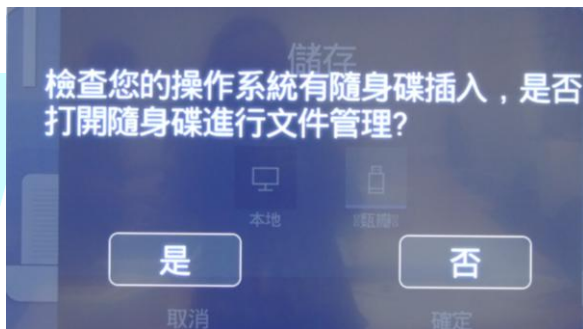 儲存
檢查您的操作系統有隨身碟插入，是否
打開隨身碟進行文件管理?
本地
是
否
取消
確定